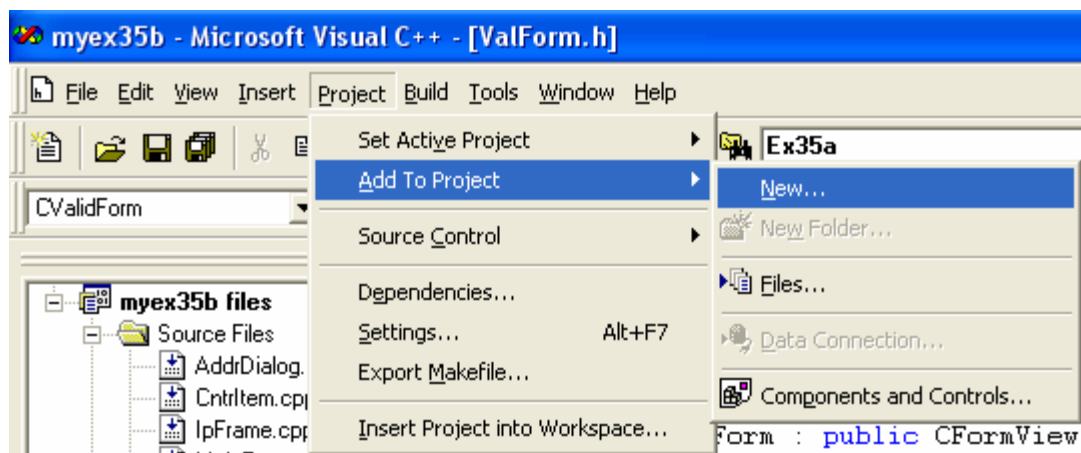 myex35b - Microsoft Visual C++ - [ValForm.h]
File Edit View Insert Project Build Tools Window Help
Set Active Project
Ex35a
Add To Project
New...
CValidForm
New Folder...
Source Control
myex35b files
Dependencies...
Files...
Source Files
Settings... Alt+F7
Data Connection...
AddrDialog.
Export Makefile...
CntrItem.cpp
Components and Controls...
IpFrame.cpp
Insert Project into Workspace...
Form : public CFormView